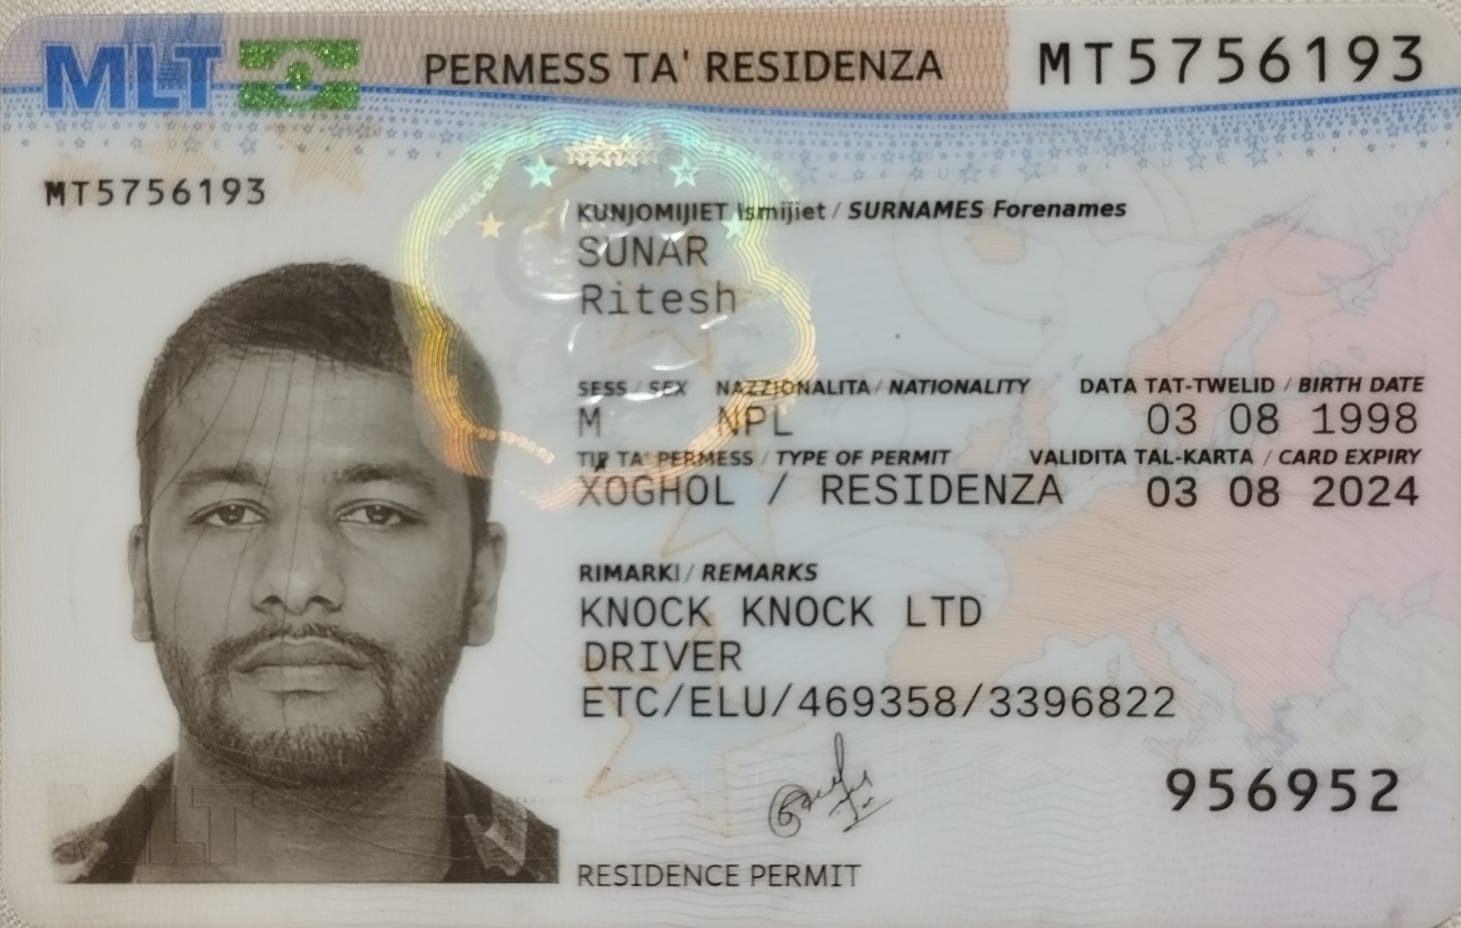 MLT PERMESS TA' RESIDENZA MT5756193
MT5756193
KUNJOMIJIET Ismijiet / SURNAMES Forenames
SUNAR
Ritesh
SESS / SEX NAZZJONALITA / NATIONALITY DATA TAT-TWELID / BIRTH DATE
M NPL 03 08 1998
TIP TA' PERMESS / TYPE OF PERMIT VALIDITA TAL-KARTA / CARD EXPIRY
XOGHOL / RESIDENZA 03 08 2024
RIMARKI / REMARKS
KNOCK KNOCK LTD
DRIVER
ETC/ELU/469358/3396822
956952
RESIDENCE PERMIT